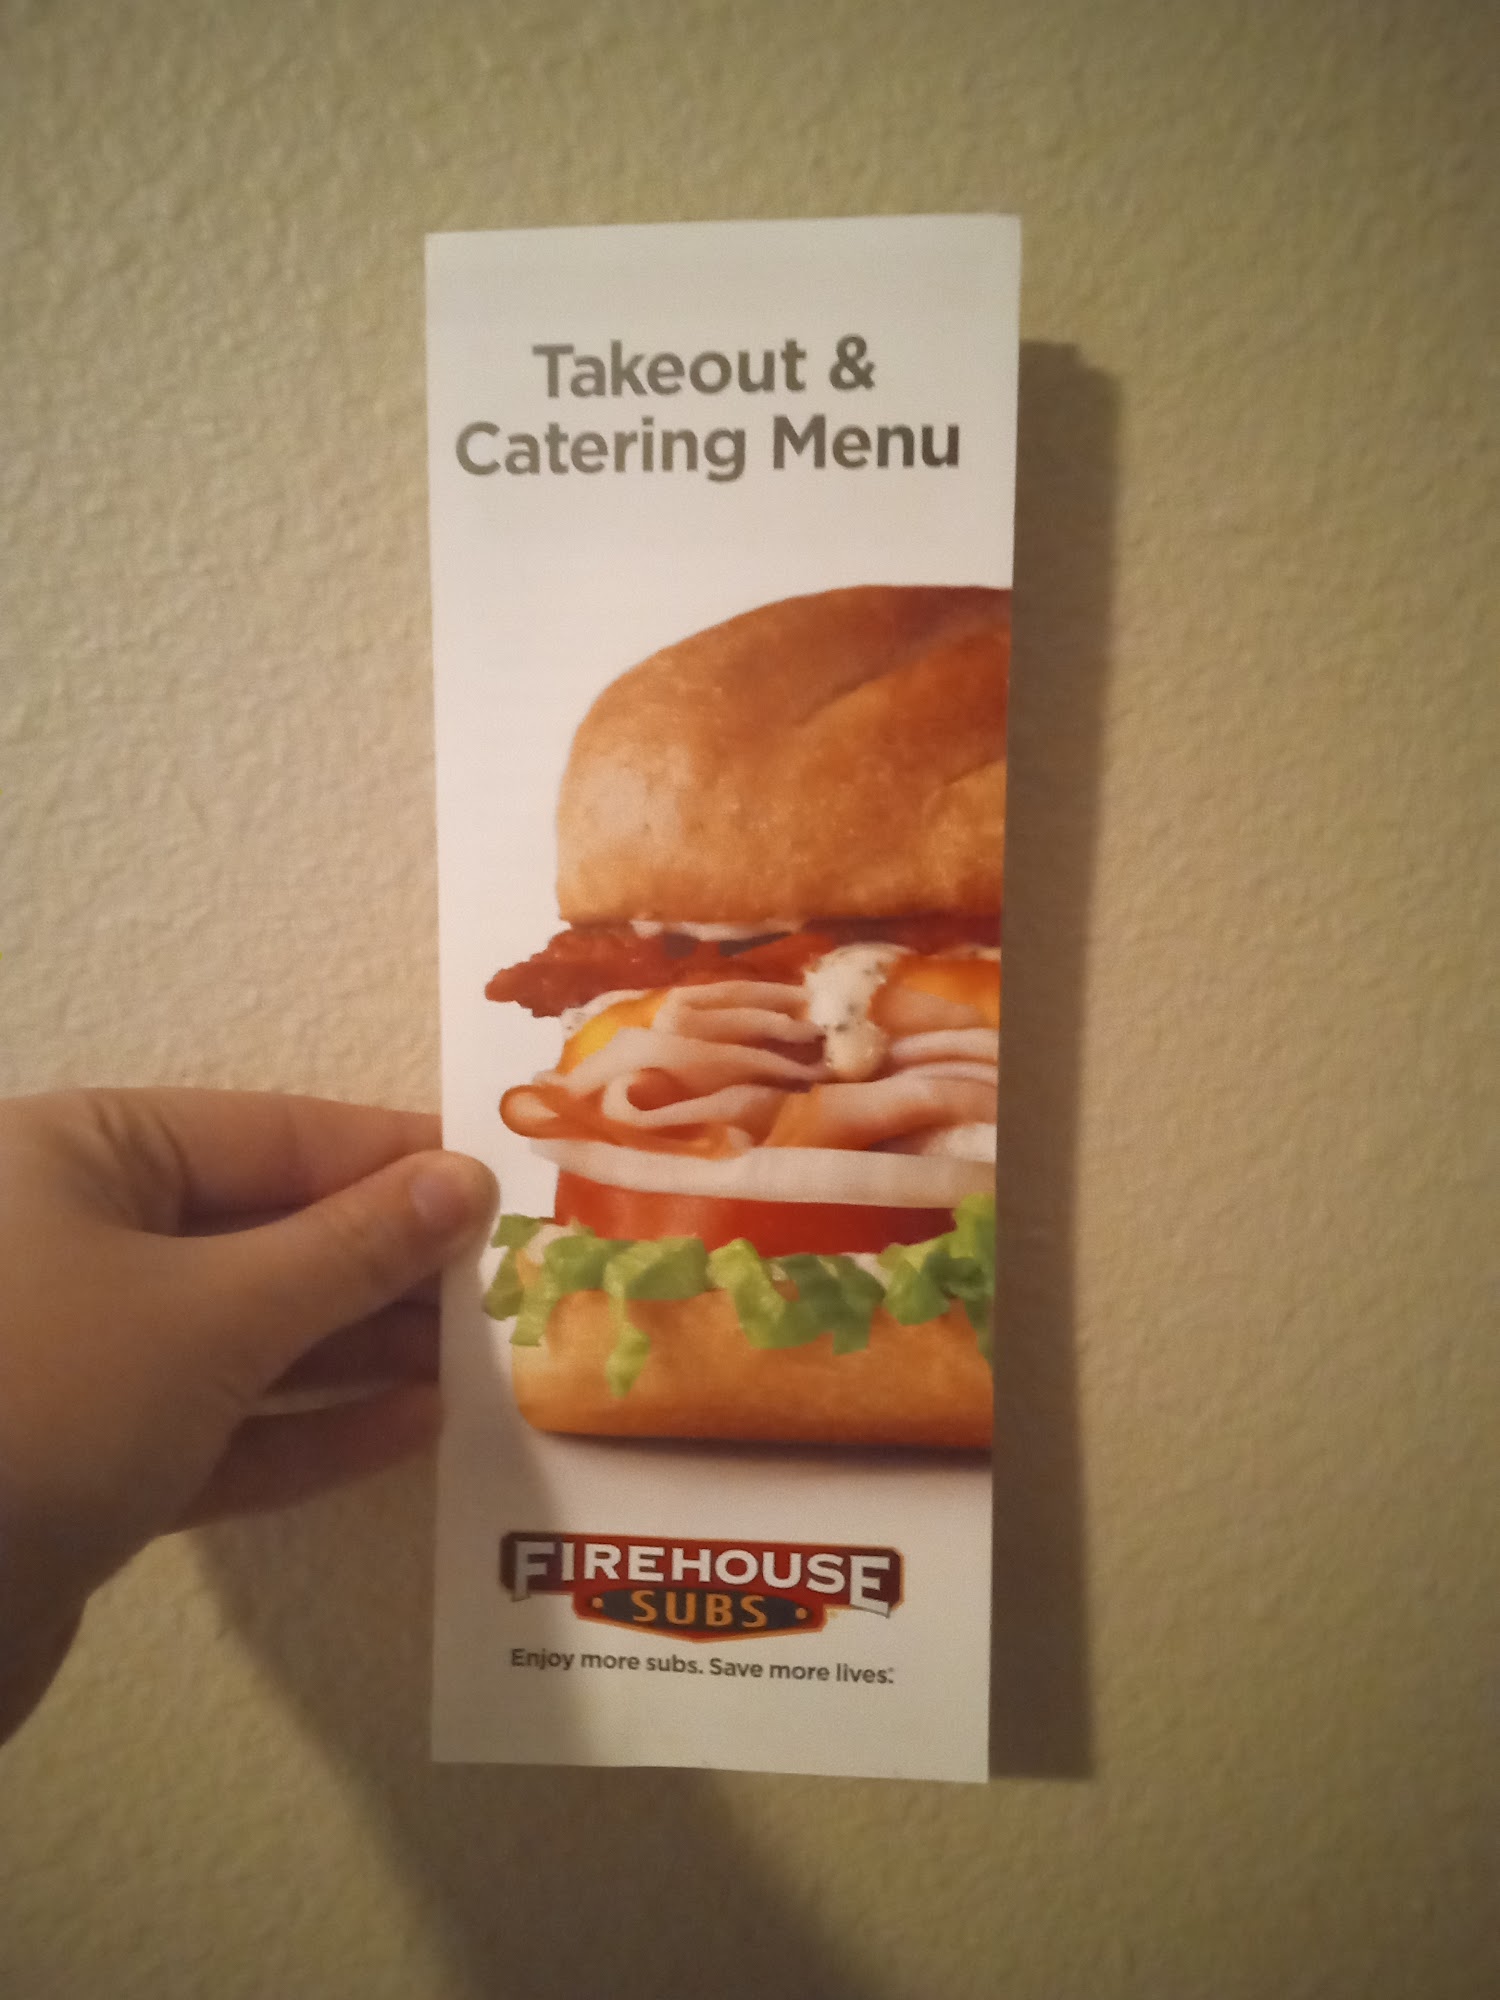 Takeout &
Catering Menu
FIREHOUSE
SUBS
Enjoy more subs. Save more lives.